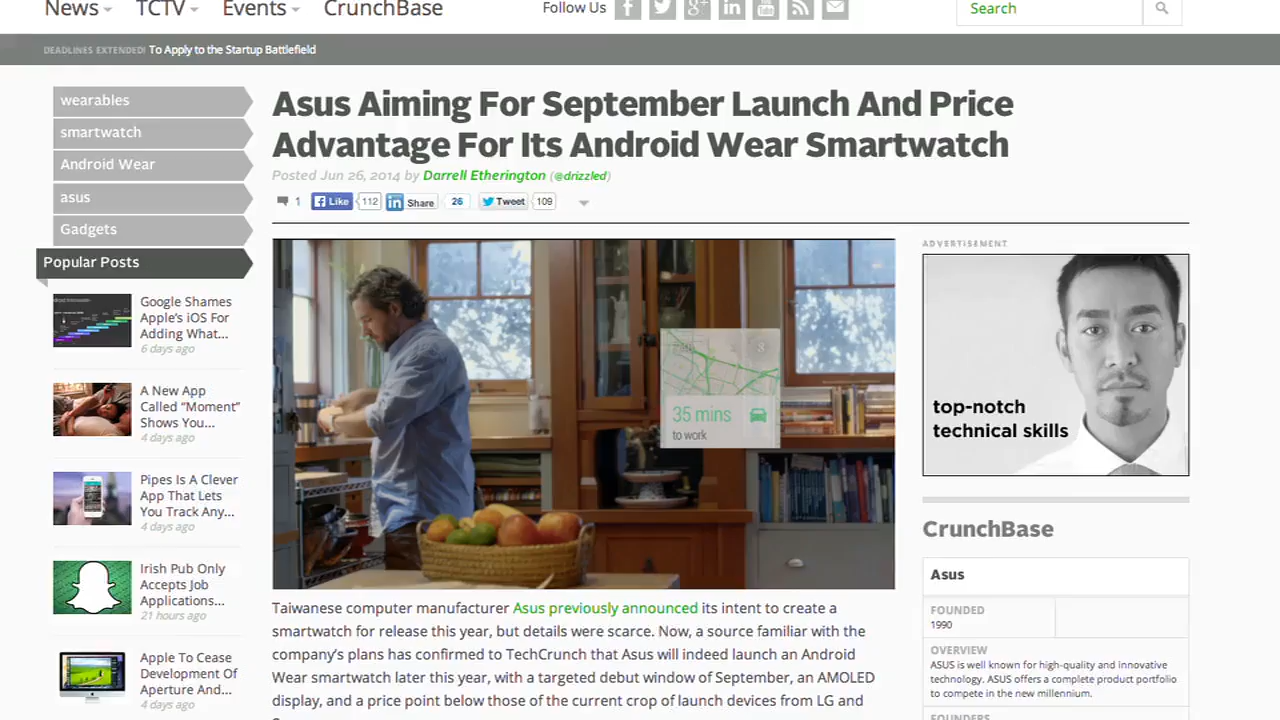 News
TCTV
Events
CrunchBase
Follow Us
f
g+
in
You Tube
Search
DEADLINES EXTENDED! To Apply to the Startup Battlefield
wearables
smartwatch
Android Wear
asus
Gadgets
Popular Posts
Google Shames
Apple's iOS For
Adding What...
6 days ago
A New App
Called “Moment”
Shows You...
4 days ago
Pipes Is A Clever
App That Lets
You Track Any...
4 days ago
Irish Pub Only
Accepts Job
Applications...
21 hours ago
Apple To Cease
Development Of
Aperture And...
4 days ago
Asus Aiming For September Launch And Price
Advantage For Its Android Wear Smartwatch
Posted Jun 26, 2014 by Darrell Etherington (@drizzled)
1
f Like 112
in Share 26
Tweet 109
35 mins
to work
Taiwanese computer manufacturer Asus previously announced its intent to create a
smartwatch for release this year, but details were scarce. Now, a source familiar with the
company's plans has confirmed to TechCrunch that Asus will indeed launch an Android
Wear smartwatch later this year, with a targeted debut window of September, an AMOLED
display, and a price point below those of the current crop of launch devices from LG and
ADVERTISEMENT
top-notch
technical skills
CrunchBase
Asus
FOUNDED
1990
OVERVIEW
ASUS is well known for high-quality and innovative
technology. ASUS offers a complete product portfolio
to compete in the new millennium.
FOUNDERS